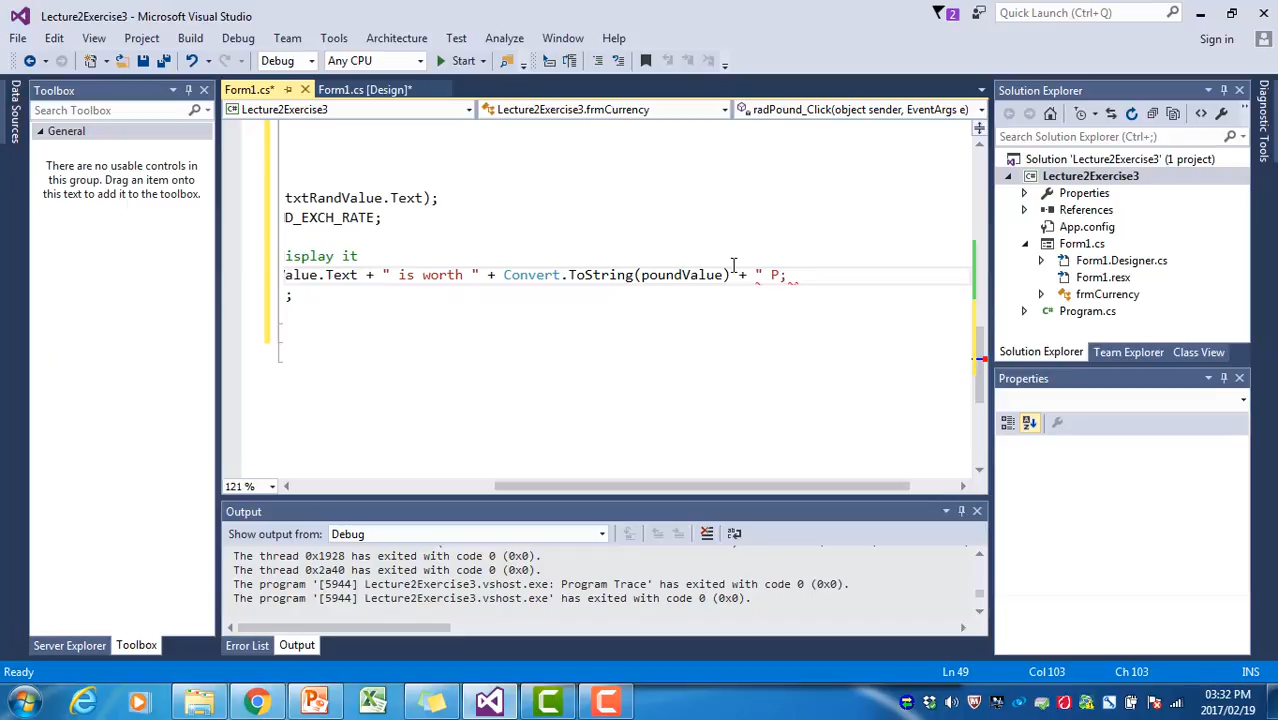 Lecture2Exercise3 - Microsoft Visual Studio
2
Quick Launch (Ctrl+Q)
File Edit View Project Build Debug Team Tools Architecture Test Analyze Window Help
Sign in
Debug Any CPU Start
Data Sources
Toolbox
Search Toolbox
General
There are no usable controls in
this group. Drag an item onto
this text to add it to the toolbox.
Server Explorer Toolbox
Form1.cs* Form1.cs [Design]*
Lecture2Exercise3 Lecture2Exercise3.frmCurrency radPound_Click(object sender, EventArgs e)
txtRandValue.Text);
D_EXCH_RATE;
isplay it
alue.Text + " is worth " + Convert.ToString(poundValue) + " P;
;
121 %
Output
Show output from: Debug
The thread 0x1928 has exited with code 0 (0x0).
The thread 0x2a40 has exited with code 0 (0x0).
The program '[5944] Lecture2Exercise3.vshost.exe: Program Trace' has exited with code 0 (0x0).
The program '[5944] Lecture2Exercise3.vshost.exe' has exited with code 0 (0x0).
Error List Output
Solution Explorer
Search Solution Explorer (Ctrl+;)
Solution 'Lecture2Exercise3' (1 project)
Lecture2Exercise3
Properties
References
App.config
Form1.cs
Form1.Designer.cs
Form1.resx
frmCurrency
Program.cs
Solution Explorer Team Explorer Class View
Properties
Diagnostic Tools
Ready Ln 49 Col 103 Ch 103 INS
03:32 PM
2017/02/19